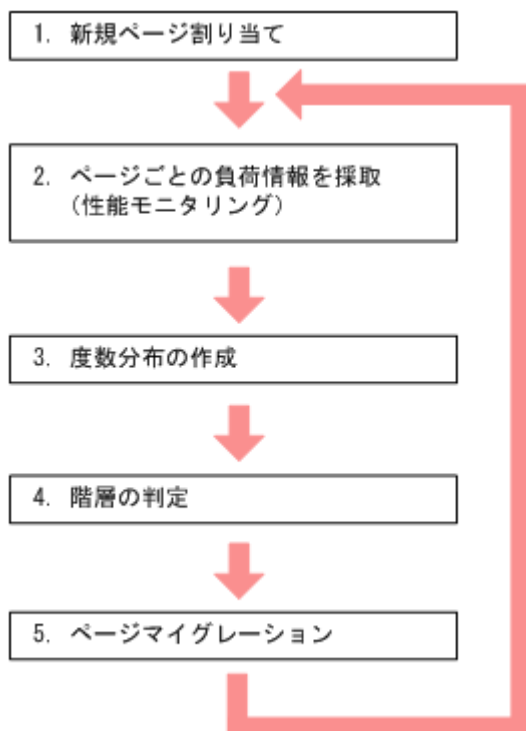 1. 新規ページ割り当て
2. ページごとの負荷情報を採取
（性能モニタリング）
3. 度数分布の作成
4. 階層の判定
5. ページマイグレーション